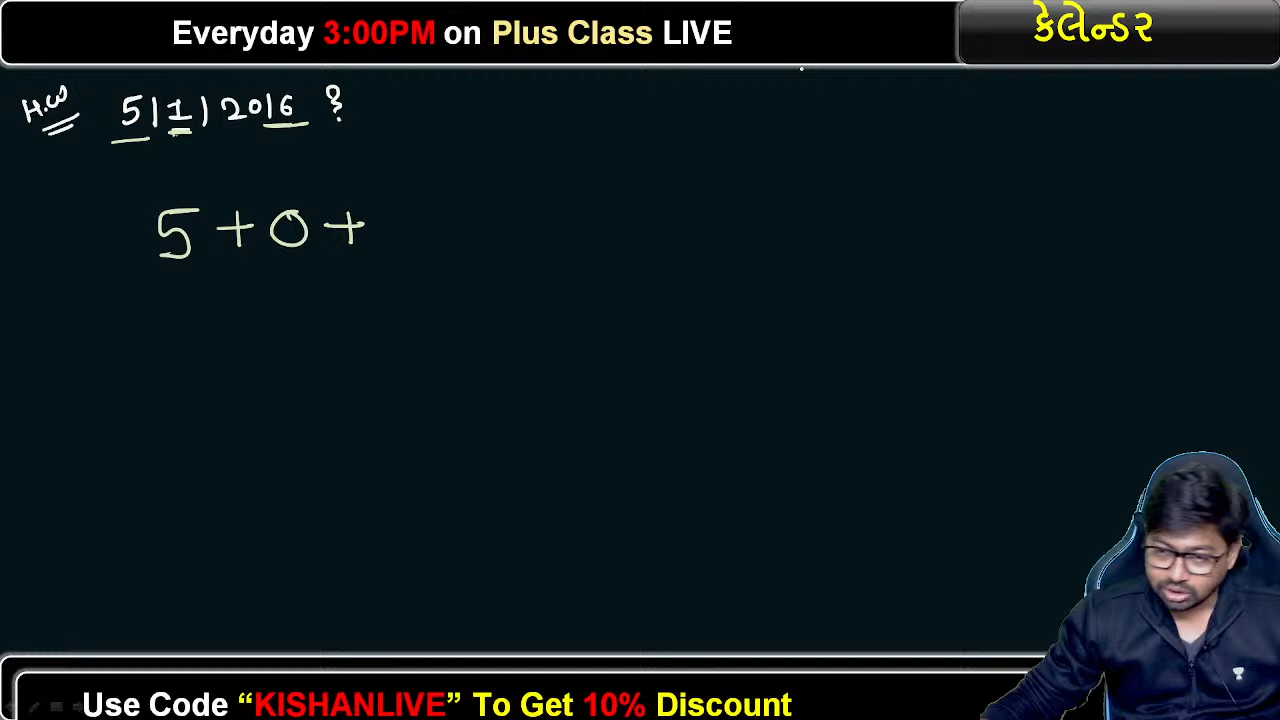 Everyday 3:00PM on Plus Class LIVE
કેલેન્ડર
H.W 5|1|2016 ?
5+0+
Use Code “KISHANLIVE” To Get 10% Discount